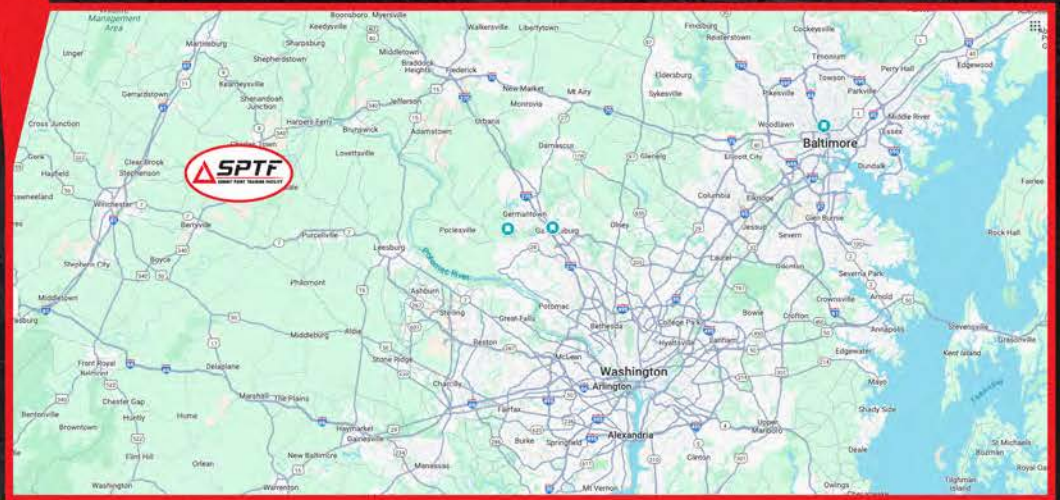 Management
Area
Boonsboro
Myersville
Keedysville
Walkersville
Libertytown
Finksburg
Reisterstown
Cockeysville
Unger
Martinsburg
Sharpsburg
Shepherdstown
Middletown
Braddock
Heights
Frederick
Timonium
Towson
Perry Hall
Edgewood
Eldersburg
Kearneysville
Gerrardstown
Shenandoah
Junction
Jefferson
New Market
Mt Airy
Sykesville
Pikesville
Parkville
Monrovia
Middle River
Cross Junction
Harpers Ferry
Brunswick
Adamstown
Urbana
Woodlawn
Essex
Baltimore
Lovettsville
Damascus
Glenelg
Ellicott City
Dundalk
Gore
Clear Brook
Stephenson
Hayfield
SPTF
SUMMIT POINT TRAINING FACILITY
Fairlee
Columbia
Elkridge
Winchester
Berryville
Germantown
Glen Burnie
Poolesville
Gaithersburg
Olney
Jessup
Severn
Rock Hall
Purcellville
Leesburg
Boyce
Stephens City
Potomac River
Laurel
Odenton
Severna Park
Philomont
Ashburn
Sterling
Middletown
Potomac
Great Falls
Bowie
Crownsville
Arnold
Crofton
Middleburg
Aldie
Reston
Bethesda
College Park
Hyattsville
Lanham
Annapolis
Stevensville
Grasonville
Stone Ridge
McLean
Edgewater
Kent Island
Front Royal
Delaplane
Washington
Arlington
Chantilly
Mayo
Chester Gap
Marshall
The Plains
Bentonville
Huntly
Hume
Fairfax
Shady Side
Browntown
Haymarket
Gainesville
Burke
Springfield
Alexandria
Upper
Marlboro
St Michaels
Bozman
Flint Hill
Orlean
New Baltimore
Manassas
Clinton
Deale
Washington
Warrenton
Mt Vernon
Owings
Tilghman
Island